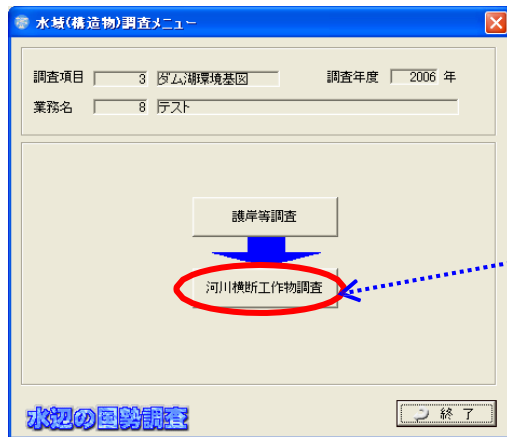 水域(構造物)調査メニュー
調査項目 3 ダム湖環境基図 調査年度 2006 年
業務名 8 テスト
護岸等調査
河川横断工作物調査
水辺の国勢調査
終 了